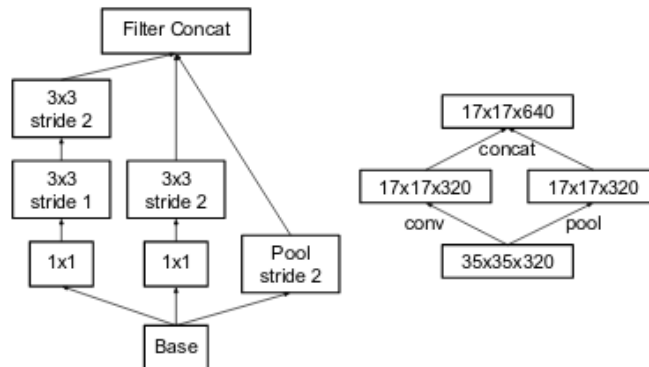 Filter Concat
3x3
stride 2
3x3
stride 1
3x3
stride 2
1x1
1x1
Pool
stride 2
Base
17x17x640
concat
17x17x320
17x17x320
conv
pool
35x35x320